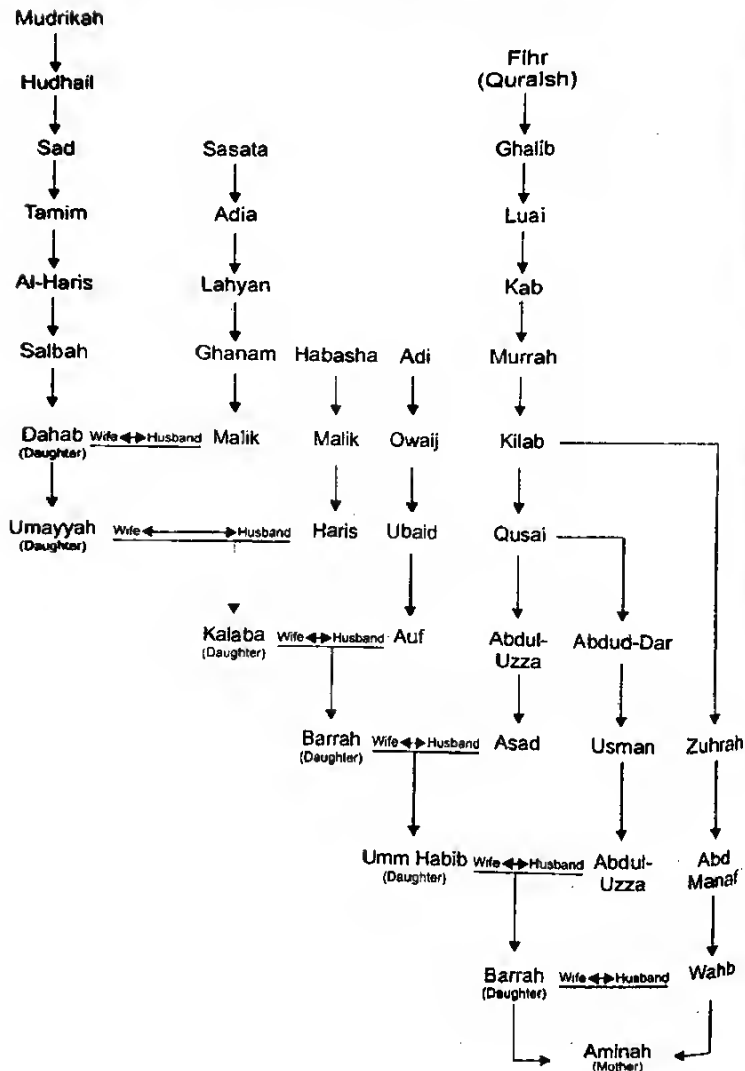 Mudrikah
Fihr
(Quraish)
Hudhail
Sad Sasata Ghalib
Tamim Adia Luai
Al-Haris Lahyan Kab
Salbah Ghanam Habasha Adi Murrah
Dahab Wife Husband Malik Malik Owaij Kilab
(Daughter)
Umayyah Wife Husband Haris Ubaid Qusai
(Daughter)
Kalaba Wife Husband Auf Abdul- Abdud-Dar
(Daughter) Uzza
Barrah Wife Husband Asad Usman Zuhrah
(Daughter)
Umm Habib Wife Husband Abdul- Abd
(Daughter) Uzza Manaf
Barrah Wife Husband Wahb
(Daughter)
Aminah
(Mother)